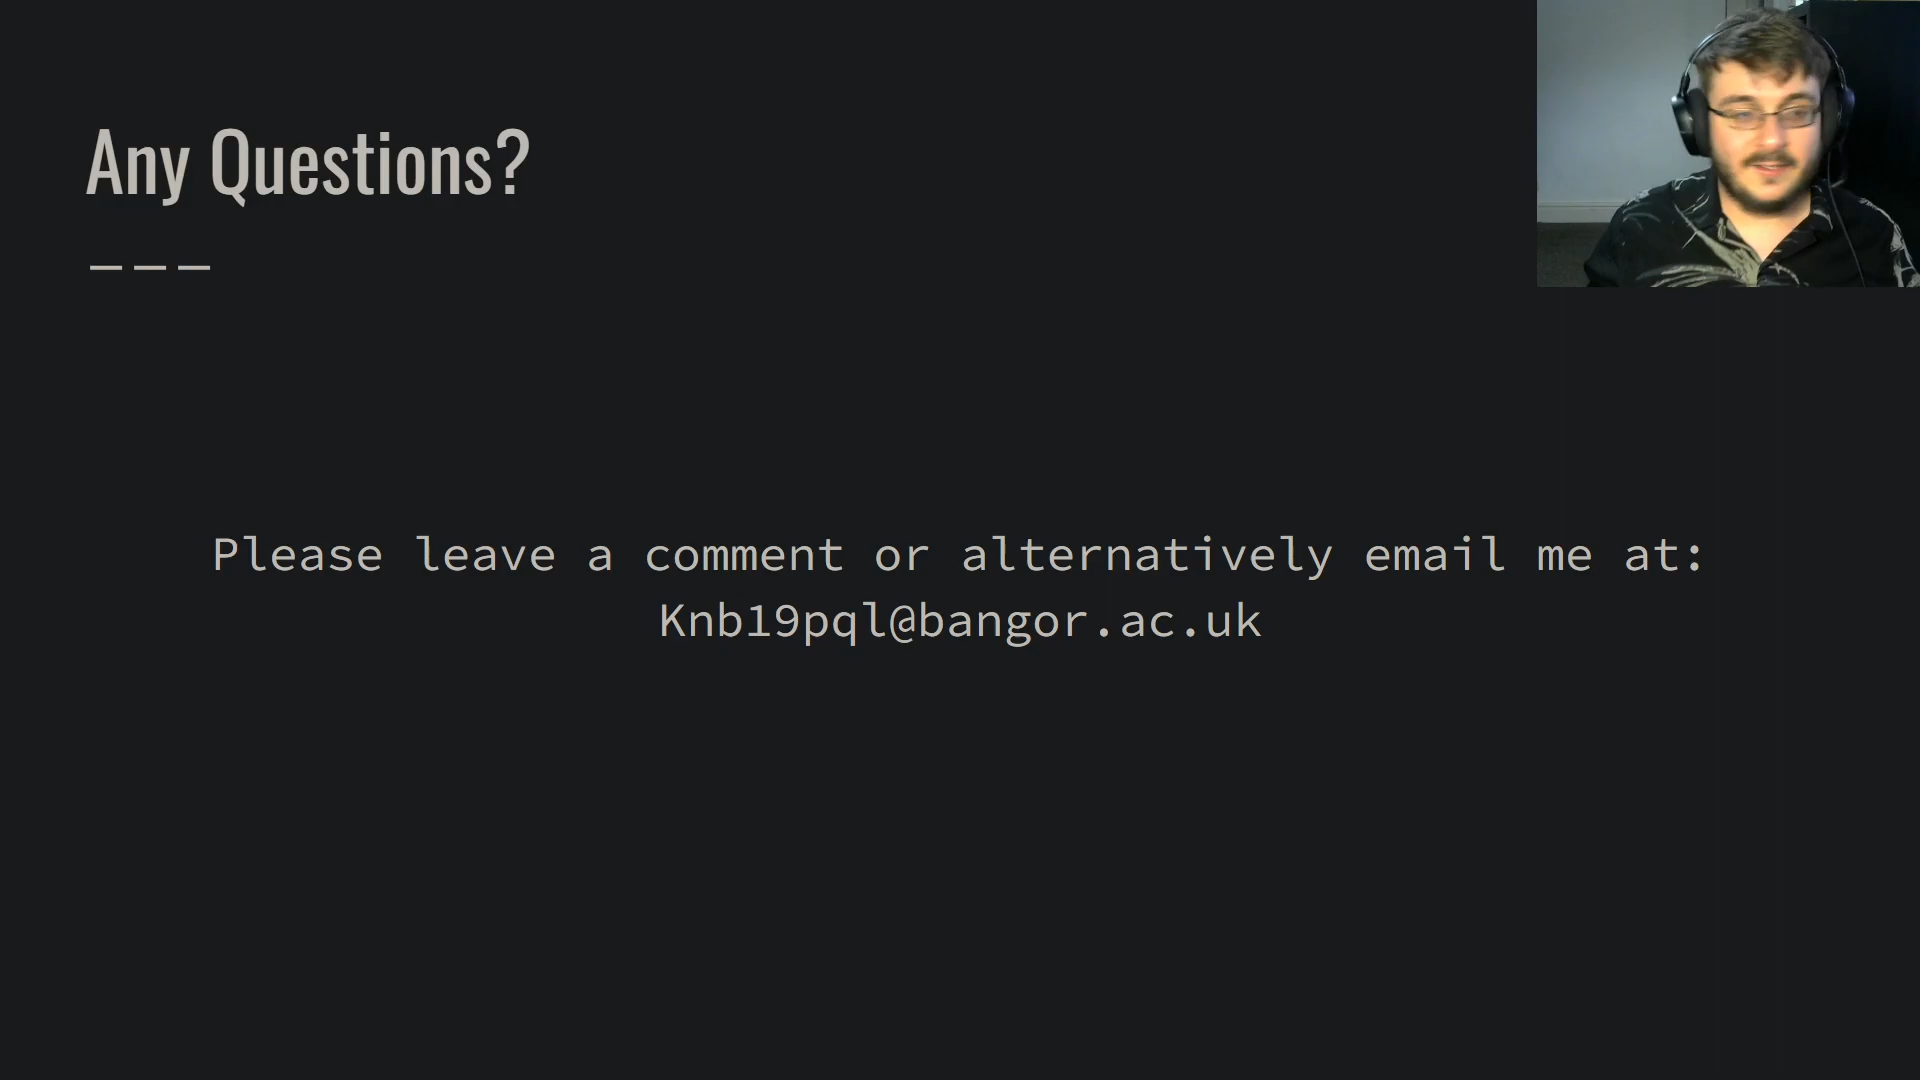 Any Questions?
Please leave a comment or alternatively email me at:
Knb19pql@bangor.ac.uk